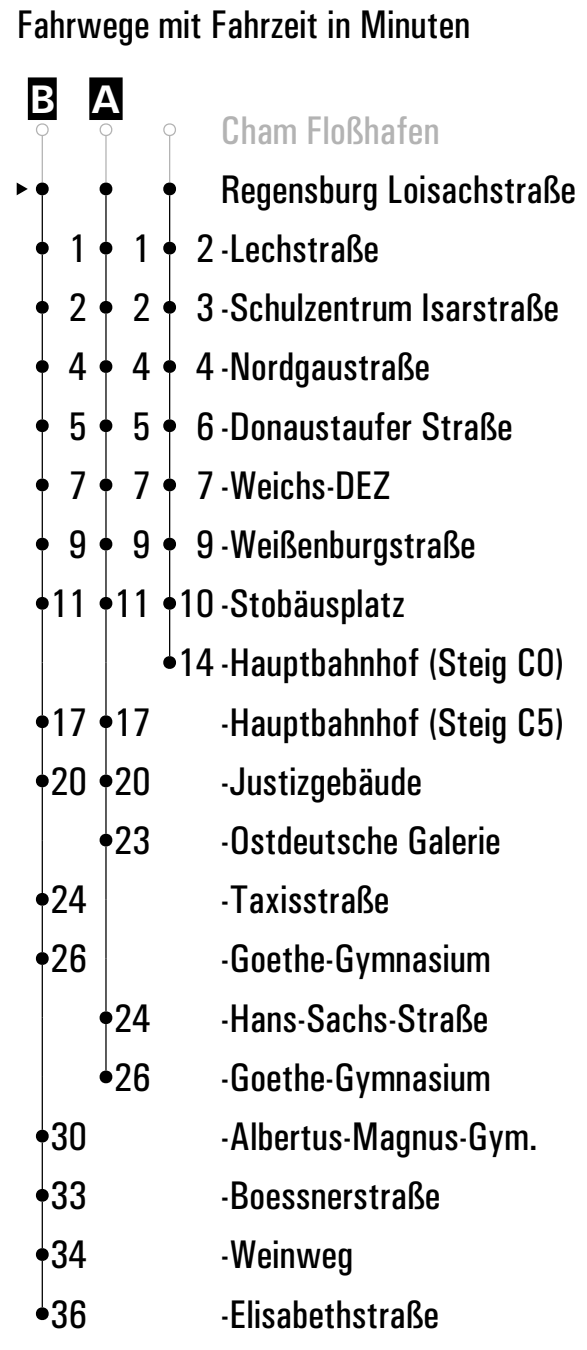 Fahrwege mit Fahrzeit in Minuten
B A
Cham Floßhafen
Regensburg Loisachstraße
1 1 2 -Lechstraße
2 2 3 -Schulzentrum Isarstraße
4 4 4 -Nordgaustraße
5 5 6 -Donaustaufer Straße
7 7 7 -Weichs-DEZ
9 9 9 -Weißenburgstraße
11 11 10 -Stobäusplatz
14 -Hauptbahnhof (Steig C0)
17 17 -Hauptbahnhof (Steig C5)
20 20 -Justizgebäude
23 -Ostdeutsche Galerie
24 -Taxisstraße
26 -Goethe-Gymnasium
24 -Hans-Sachs-Straße
26 -Goethe-Gymnasium
30 -Albertus-Magnus-Gym.
33 -Boessnerstraße
34 -Weinweg
36 -Elisabethstraße